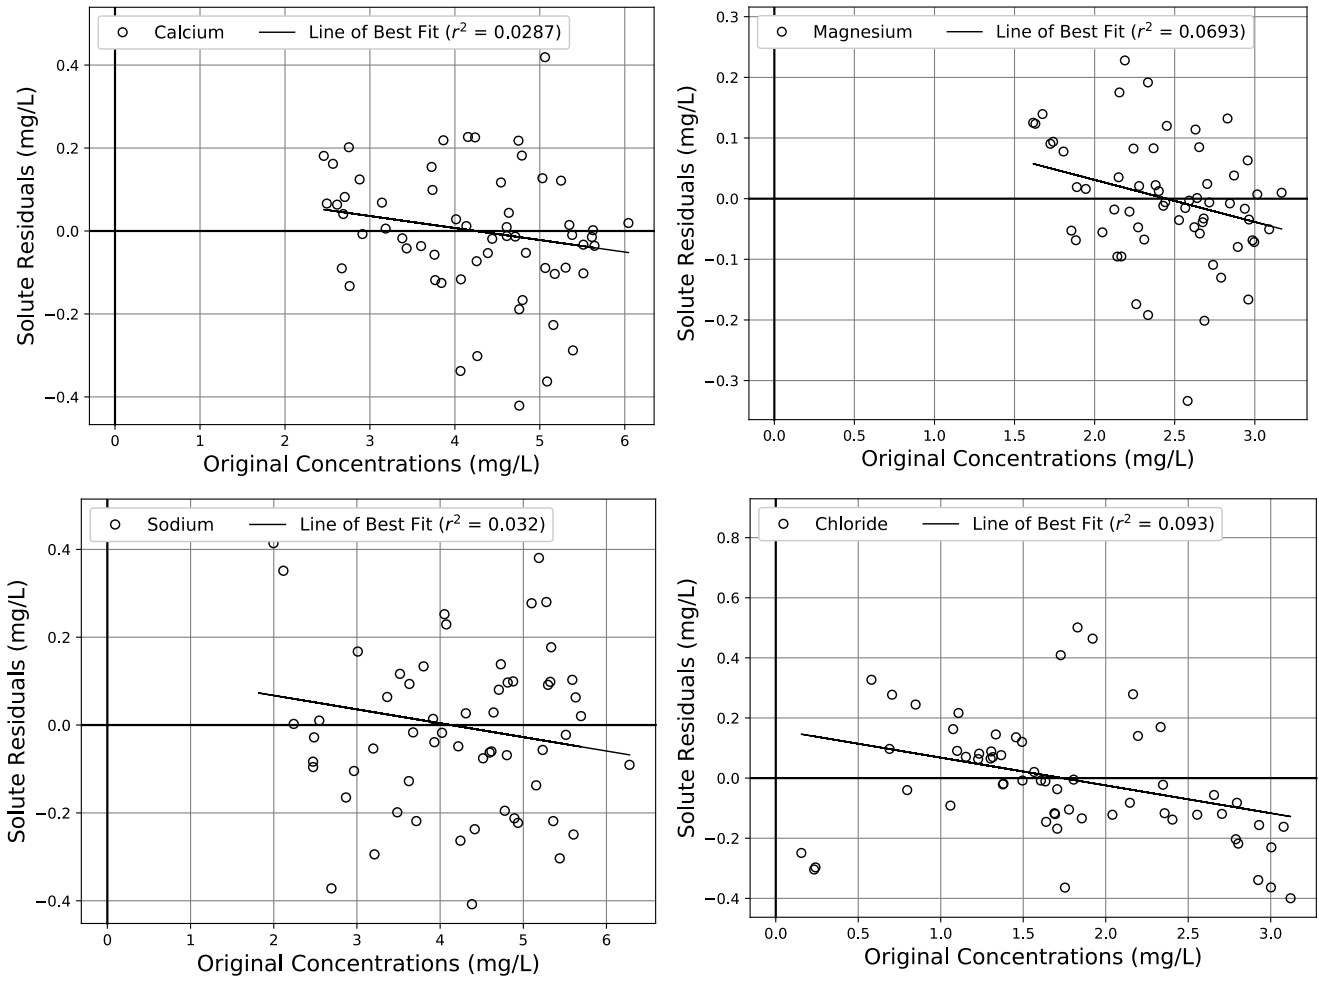 Calcium Line of Best Fit (r² = 0.0287)
0.4
0.2
0.0
−0.2
−0.4
Solute Residuals (mg/L)
0 1 2 3 4 5 6
Original Concentrations (mg/L)
Magnesium Line of Best Fit (r² = 0.0693)
0.3
0.2
0.1
0.0
−0.1
−0.2
−0.3
Solute Residuals (mg/L)
0.0 0.5 1.0 1.5 2.0 2.5 3.0
Original Concentrations (mg/L)
Sodium Line of Best Fit (r² = 0.032)
0.4
0.2
0.0
−0.2
−0.4
Solute Residuals (mg/L)
0 1 2 3 4 5 6
Original Concentrations (mg/L)
Chloride Line of Best Fit (r² = 0.093)
0.8
0.6
0.4
0.2
0.0
−0.2
−0.4
Solute Residuals (mg/L)
0.0 0.5 1.0 1.5 2.0 2.5 3.0
Original Concentrations (mg/L)